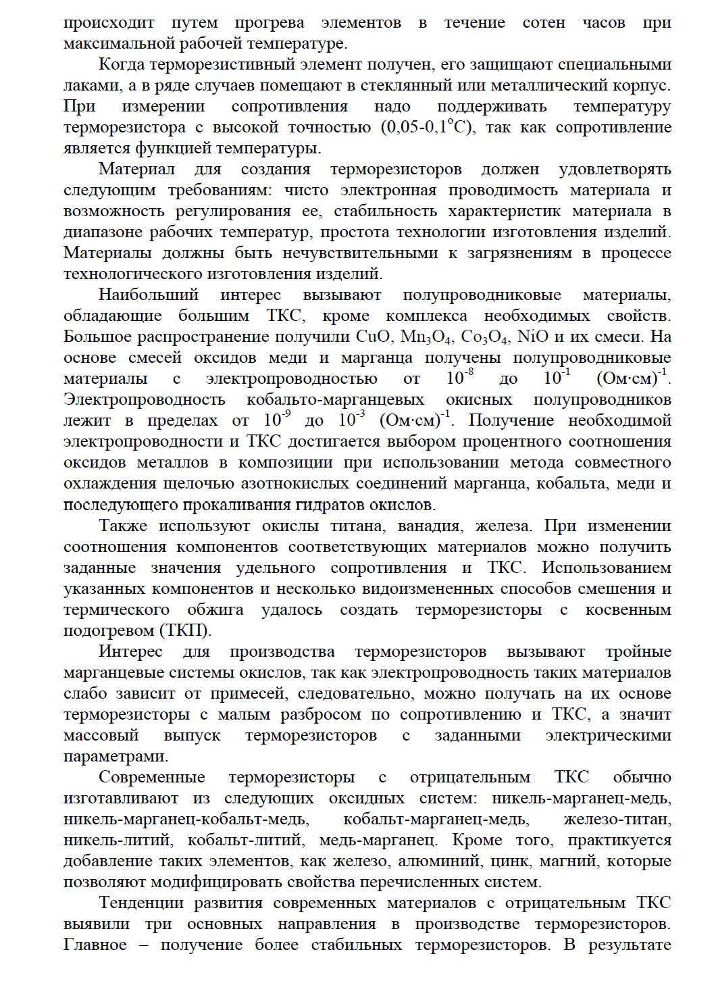 происходит путем прогрева элементов в течение сотен часов при
максимальной рабочей температуре.
Когда терморезистивный элемент получен, его защищают специальными
лаками, а в ряде случаев помещают в стеклянный или металлический корпус.
При измерении сопротивления надо поддерживать температуру
терморезистора с высокой точностью (0,05-0,1°С), так как сопротивление
является функцией температуры.
Материал для создания терморезисторов должен удовлетворять
следующим требованиям: чисто электронная проводимость материала и
возможность регулирования ее, стабильность характеристик материала в
диапазоне рабочих температур, простота технологии изготовления изделий.
Материалы должны быть нечувствительными к загрязнениям в процессе
технологического изготовления изделий.
Наибольший интерес вызывают полупроводниковые материалы,
обладающие большим ТКС, кроме комплекса необходимых свойств.
Большое распространение получили CuO, Mn₃O₄, Co₃O₄, NiO и их смеси. На
основе смесей оксидов меди и марганца получены полупроводниковые
материалы с электропроводностью от 10⁻⁸ до 10⁻¹ (Ом·см)⁻¹.
Электропроводность кобальто-марганцевых окисных полупроводников
лежит в пределах от 10⁻⁹ до 10⁻³ (Ом·см)⁻¹. Получение необходимой
электропроводности и ТКС достигается выбором процентного соотношения
оксидов металлов в композиции при использовании метода совместного
охлаждения щелочью азотнокислых соединений марганца, кобальта, меди и
последующего прокаливания гидратов окислов.
Также используют окислы титана, ванадия, железа. При изменении
соотношения компонентов соответствующих материалов можно получить
заданные значения удельного сопротивления и ТКС. Использованием
указанных компонентов и несколько видоизмененных способов смешения и
термического обжига удалось создать терморезисторы с косвенным
подогревом (ТКП).
Интерес для производства терморезисторов вызывают тройные
марганцевые системы окислов, так как электропроводность таких материалов
слабо зависит от примесей, следовательно, можно получать на их основе
терморезисторы с малым разбросом по сопротивлению и ТКС, а значит
массовый выпуск терморезисторов с заданными электрическими
параметрами.
Современные терморезисторы с отрицательным ТКС обычно
изготавливают из следующих оксидных систем: никель-марганец-медь,
никель-марганец-кобальт-медь, кобальт-марганец-медь, железо-титан,
никель-литий, кобальт-литий, медь-марганец. Кроме того, практикуется
добавление таких элементов, как железо, алюминий, цинк, магний, которые
позволяют модифицировать свойства перечисленных систем.
Тенденции развития современных материалов с отрицательным ТКС
выявили три основных направления в производстве терморезисторов.
Главное – получение более стабильных терморезисторов. В результате